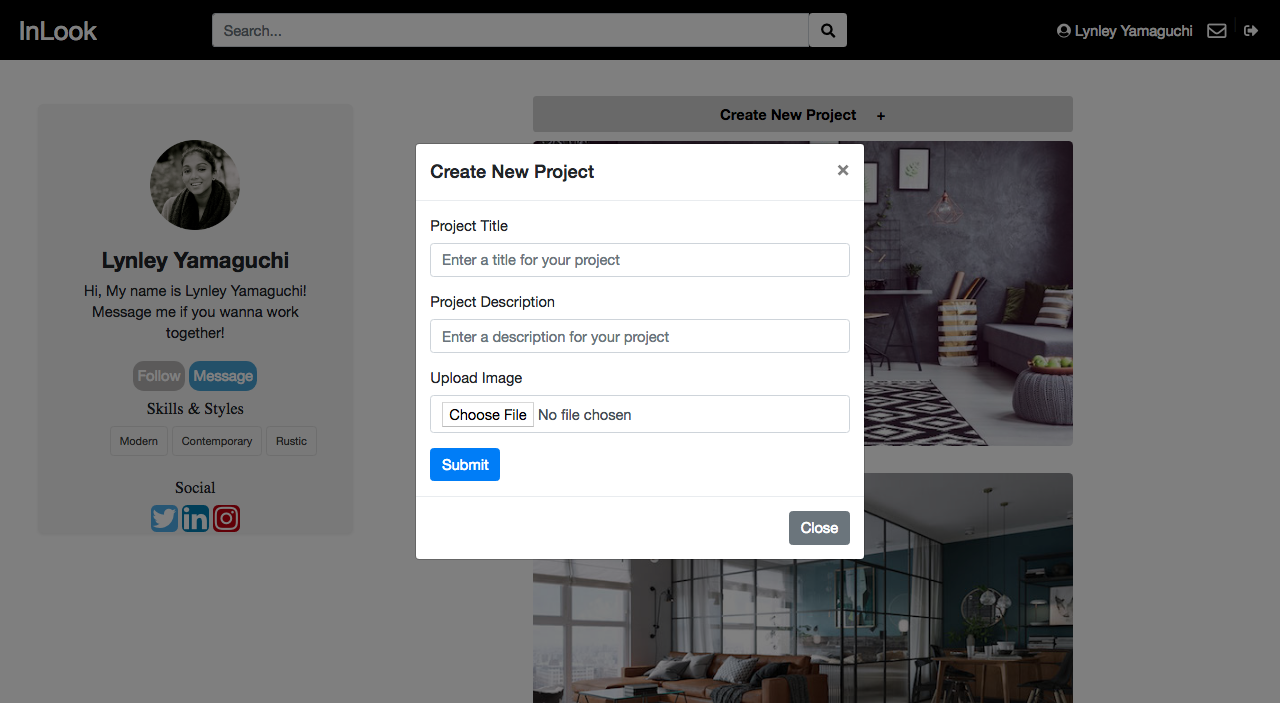 InLook
Search...
Lynley Yamaguchi
Create New Project +
Lynley Yamaguchi
Hi, My name is Lynley Yamaguchi!
Message me if you wanna work
together!
Follow Message
Skills & Styles
Modern Contemporary Rustic
Social
Create New Project ×
Project Title
Enter a title for your project
Project Description
Enter a description for your project
Upload Image
Choose File No file chosen
Submit
Close